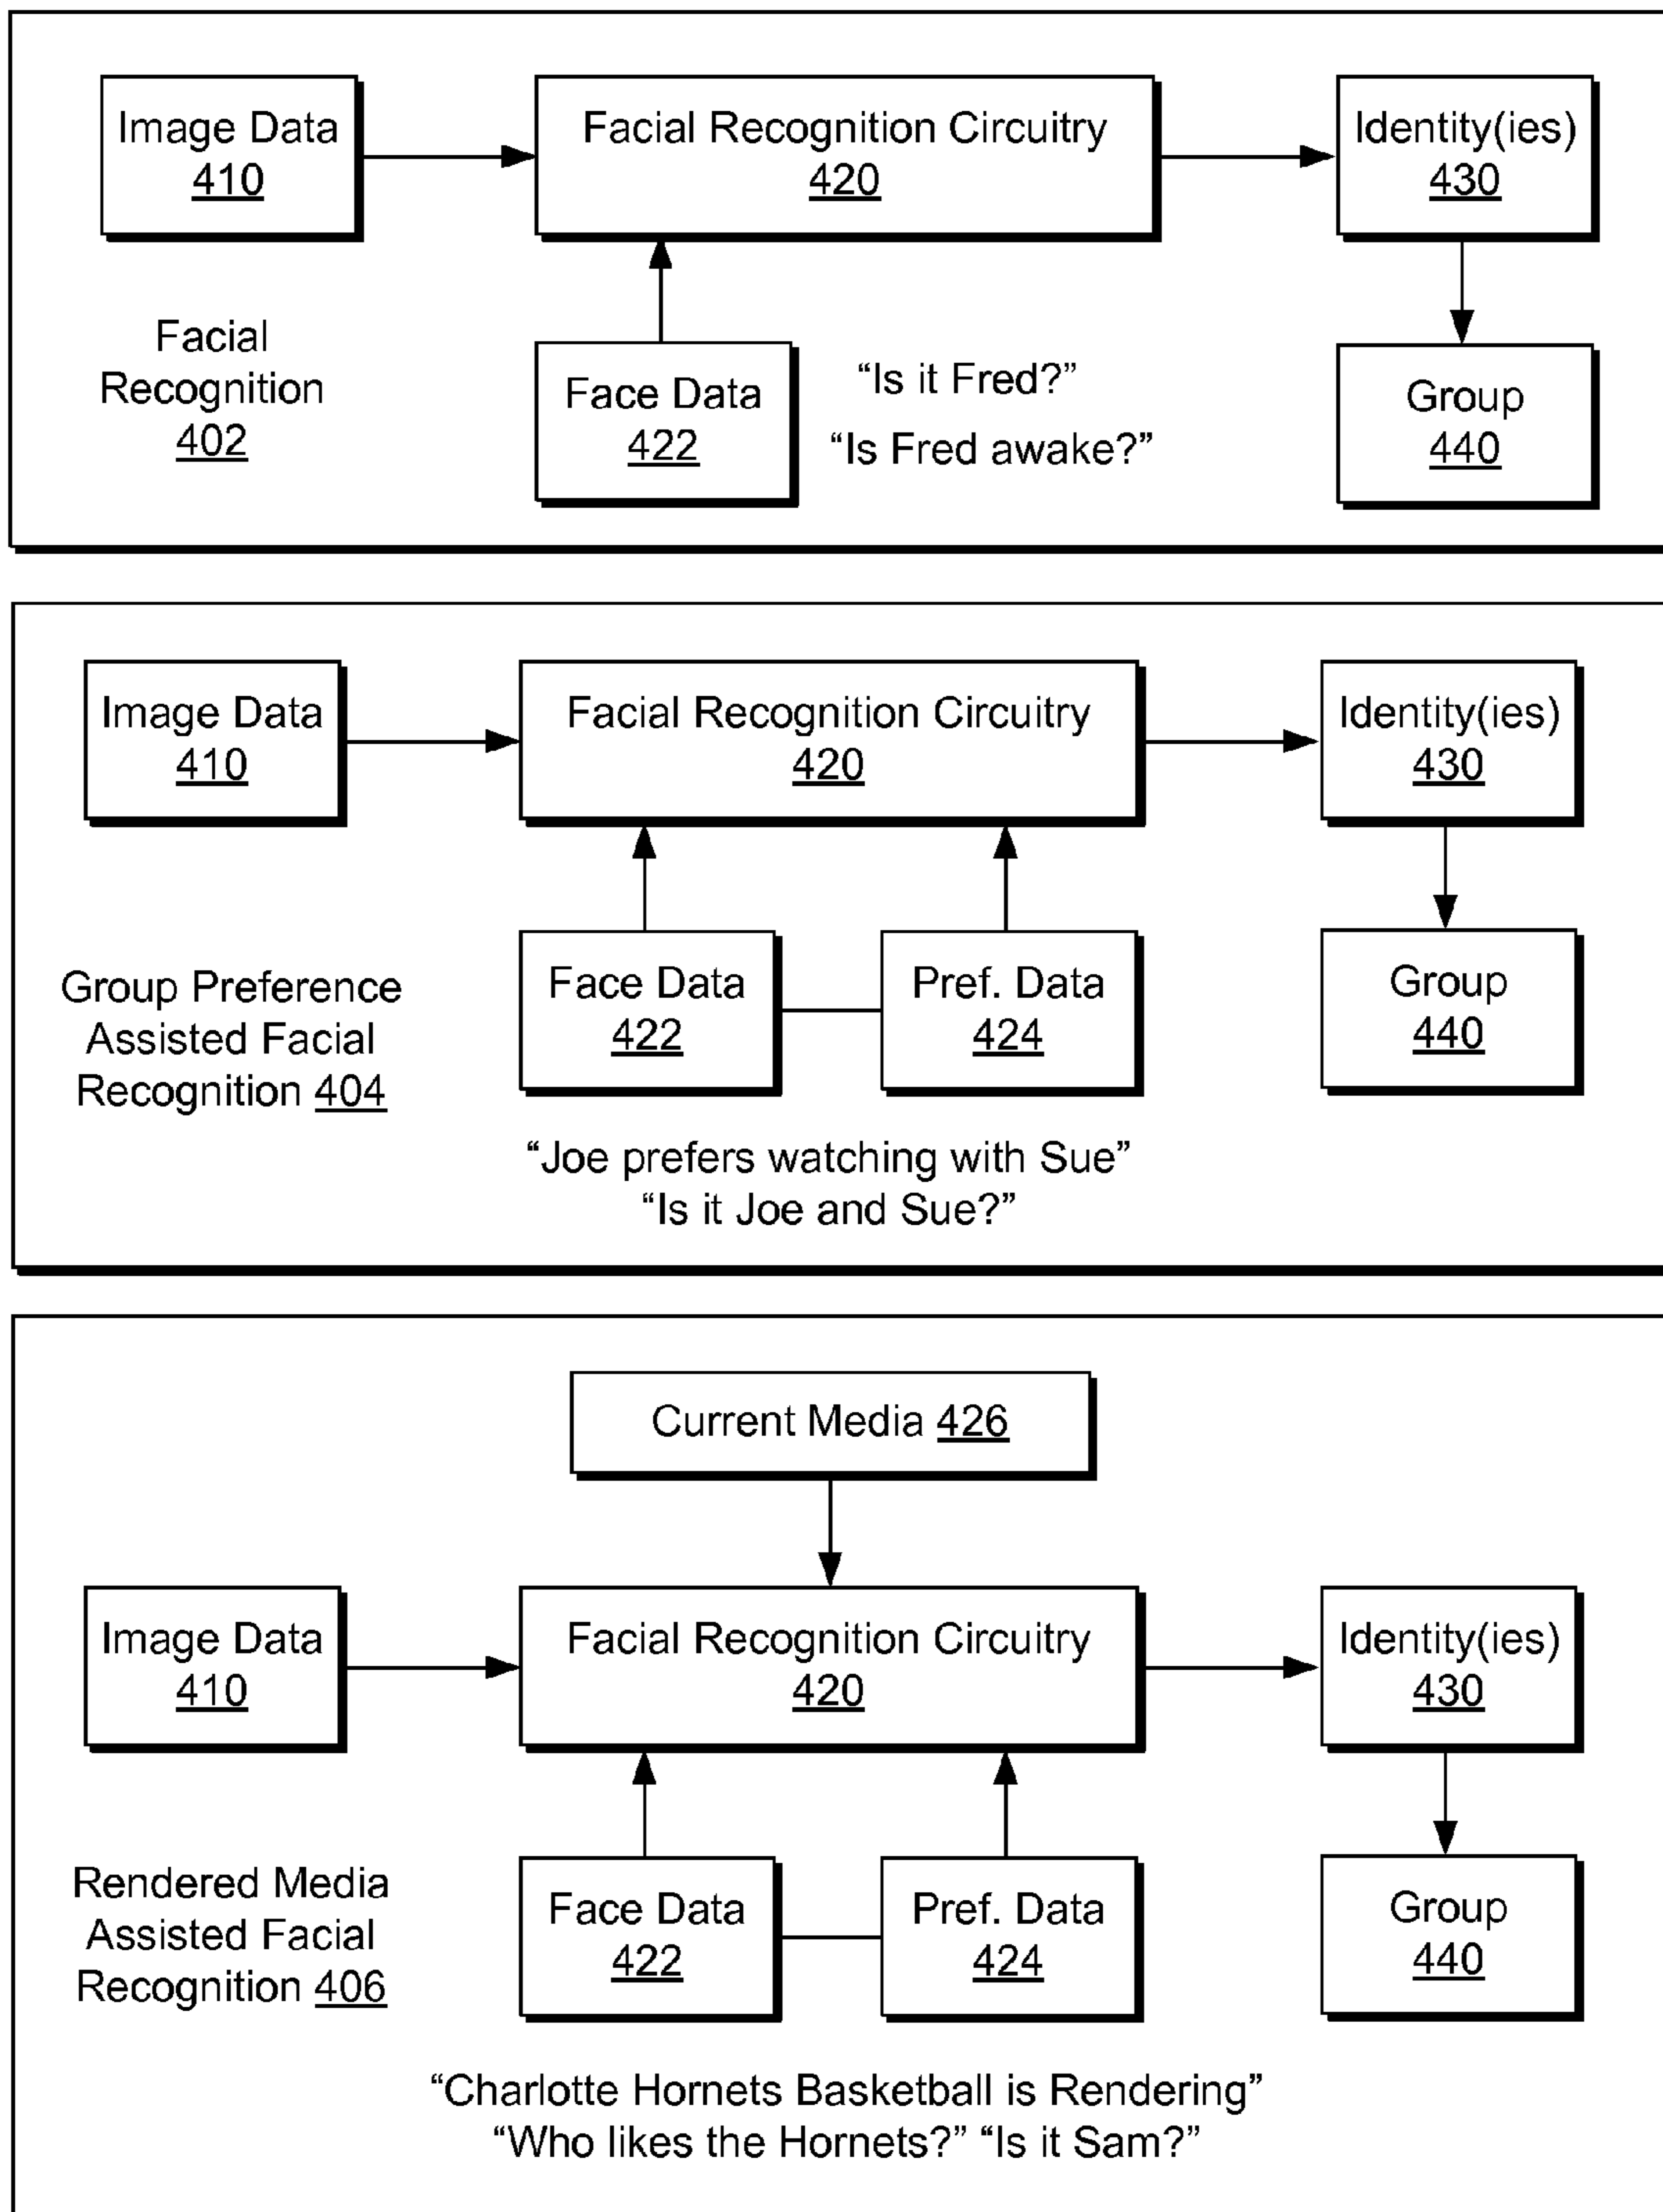 Image Data
410
Facial Recognition Circuitry
420
Identity(ies)
430
Facial
Recognition
402
Face Data
422
“Is it Fred?”
“Is Fred awake?”
Group
440
Image Data
410
Facial Recognition Circuitry
420
Identity(ies)
430
Group Preference
Assisted Facial
Recognition 404
Face Data
422
Pref. Data
424
Group
440
“Joe prefers watching with Sue”
“Is it Joe and Sue?”
Current Media 426
Image Data
410
Facial Recognition Circuitry
420
Identity(ies)
430
Rendered Media
Assisted Facial
Recognition 406
Face Data
422
Pref. Data
424
Group
440
“Charlotte Hornets Basketball is Rendering”
“Who likes the Hornets?” “Is it Sam?”